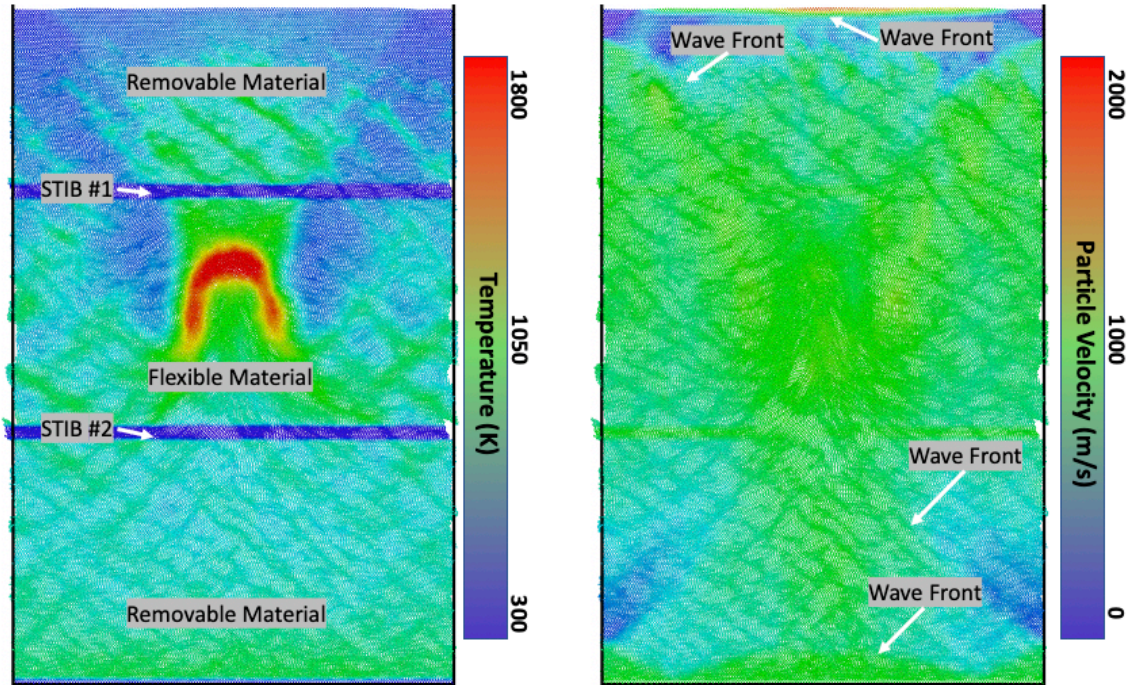 Removable Material
STIB #1
Flexible Material
STIB #2
Removable Material
1800
1050
300
Temperature (K)
Wave Front
Wave Front
Wave Front
Wave Front
2000
1000
0
Particle Velocity (m/s)